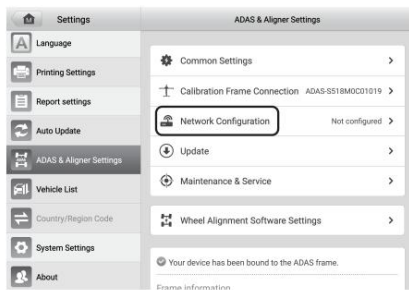 Settings
ADAS & Aligner Settings
Language
Printing Settings
Report settings
Auto Update
ADAS & Aligner Settings
Vehicle List
Country/Region Code
System Settings
About
Common Settings
Calibration Frame Connection ADAS-S518M0C01019
Network Configuration Not configured
Update
Maintenance & Service
Wheel Alignment Software Settings
Your device has been bound to the ADAS frame.
Frame information